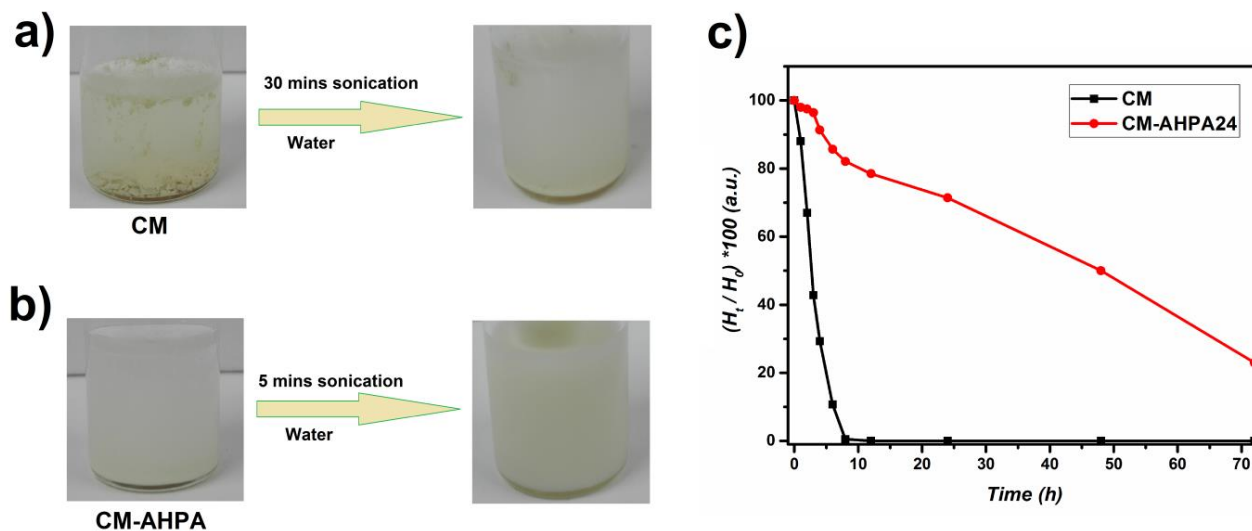 a)
30 mins sonication
Water
CM
b)
5 mins sonication
Water
CM-AHPA
c)
CM
CM-AHPA24
100
80
60
40
20
0
(Ht / H0) *100 (a.u.)
0 10 20 30 40 50 60 70
Time (h)